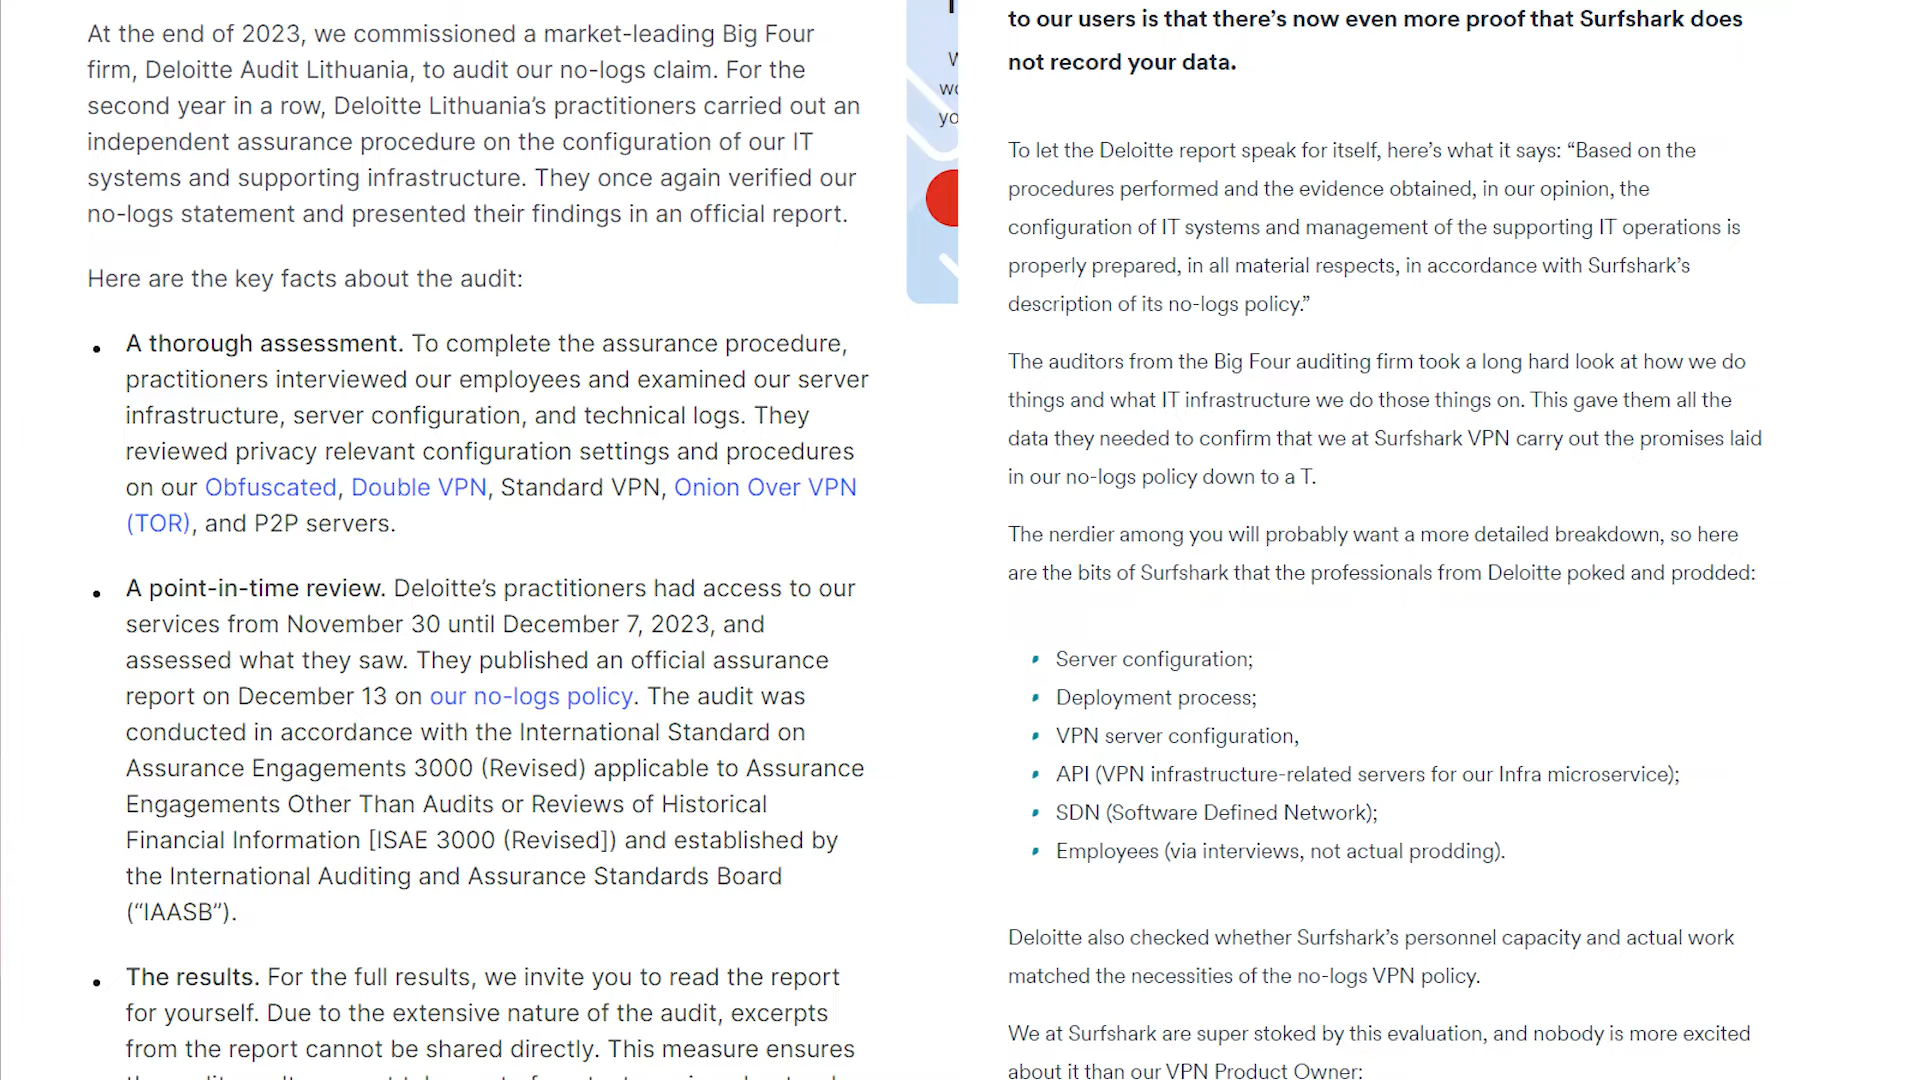 At the end of 2023, we commissioned a market-leading Big Four
firm, Deloitte Audit Lithuania, to audit our no-logs claim. For the
second year in a row, Deloitte Lithuania's practitioners carried out an
independent assurance procedure on the configuration of our IT
systems and supporting infrastructure. They once again verified our
no-logs statement and presented their findings in an official report.
Here are the key facts about the audit:
• A thorough assessment. To complete the assurance procedure,
practitioners interviewed our employees and examined our server
infrastructure, server configuration, and technical logs. They
reviewed privacy relevant configuration settings and procedures
on our Obfuscated, Double VPN, Standard VPN, Onion Over VPN
(TOR), and P2P servers.
• A point-in-time review. Deloitte's practitioners had access to our
services from November 30 until December 7, 2023, and
assessed what they saw. They published an official assurance
report on December 13 on our no-logs policy. The audit was
conducted in accordance with the International Standard on
Assurance Engagements 3000 (Revised) applicable to Assurance
Engagements Other Than Audits or Reviews of Historical
Financial Information [ISAE 3000 (Revised]) and established by
the International Auditing and Assurance Standards Board
(“IAASB”).
• The results. For the full results, we invite you to read the report
for yourself. Due to the extensive nature of the audit, excerpts
from the report cannot be shared directly. This measure ensures
to our users is that there's now even more proof that Surfshark does
not record your data.
To let the Deloitte report speak for itself, here's what it says: “Based on the
procedures performed and the evidence obtained, in our opinion, the
configuration of IT systems and management of the supporting IT operations is
properly prepared, in all material respects, in accordance with Surfshark's
description of its no-logs policy.”
The auditors from the Big Four auditing firm took a long hard look at how we do
things and what IT infrastructure we do those things on. This gave them all the
data they needed to confirm that we at Surfshark VPN carry out the promises laid
in our no-logs policy down to a T.
The nerdier among you will probably want a more detailed breakdown, so here
are the bits of Surfshark that the professionals from Deloitte poked and prodded:
• Server configuration;
• Deployment process;
• VPN server configuration,
• API (VPN infrastructure-related servers for our Infra microservice);
• SDN (Software Defined Network);
• Employees (via interviews, not actual prodding).
Deloitte also checked whether Surfshark's personnel capacity and actual work
matched the necessities of the no-logs VPN policy.
We at Surfshark are super stoked by this evaluation, and nobody is more excited
about it than our VPN Product Owner: